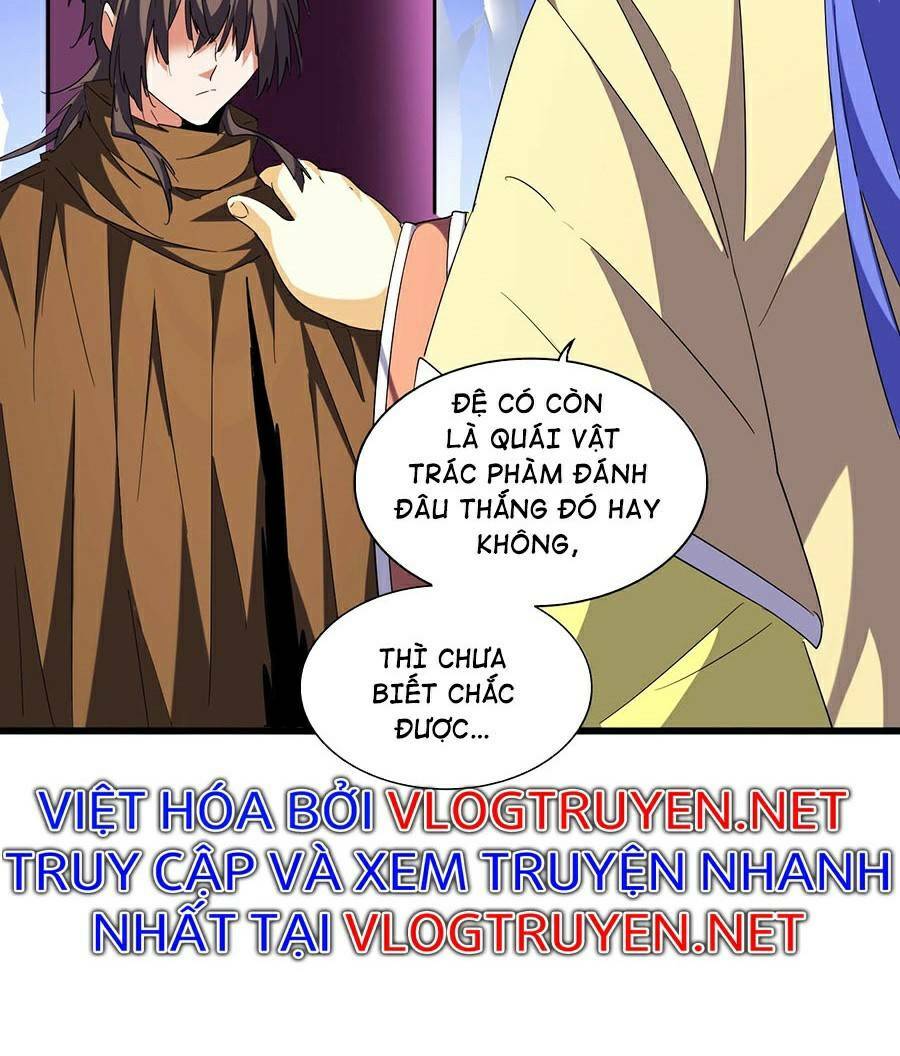 ĐỆ CÓ CÒN
LÀ QUÁI VẬT
TRÁC PHÀM ĐÁNH
ĐÂU THẮNG ĐÓ HAY
KHÔNG,
THÌ CHƯA
BIẾT CHẮC
ĐƯỢC...
VIỆT HÓA BỞI VLOGTRUYEN.NET
TRUY CẬP VÀ XEM TRUYỆN NHANH
NHẤT TẠI VLOGTRUYEN.NET